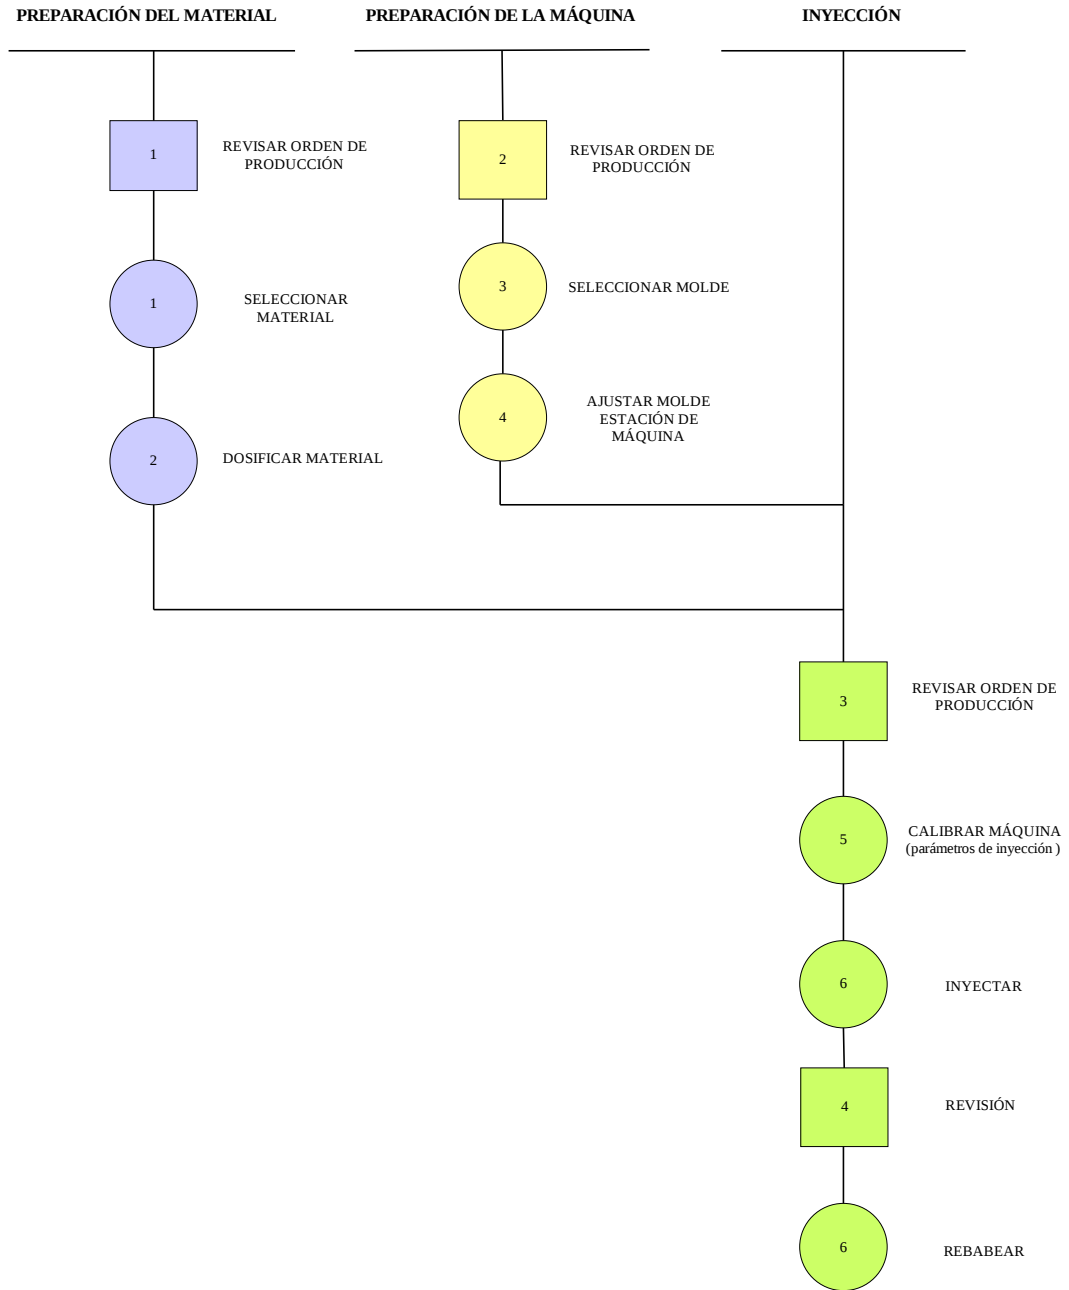 PREPARACIÓN DEL MATERIAL
PREPARACIÓN DE LA MÁQUINA
INYECCIÓN
1
REVISAR ORDEN DE
PRODUCCIÓN
2
REVISAR ORDEN DE
PRODUCCIÓN
1
SELECCIONAR
MATERIAL
3
SELECCIONAR MOLDE
4
AJUSTAR MOLDE
ESTACIÓN DE
MÁQUINA
2
DOSIFICAR MATERIAL
3
REVISAR ORDEN DE
PRODUCCIÓN
5
CALIBRAR MÁQUINA
(parámetros de inyección )
6
INYECTAR
4
REVISIÓN
6
REBABEAR